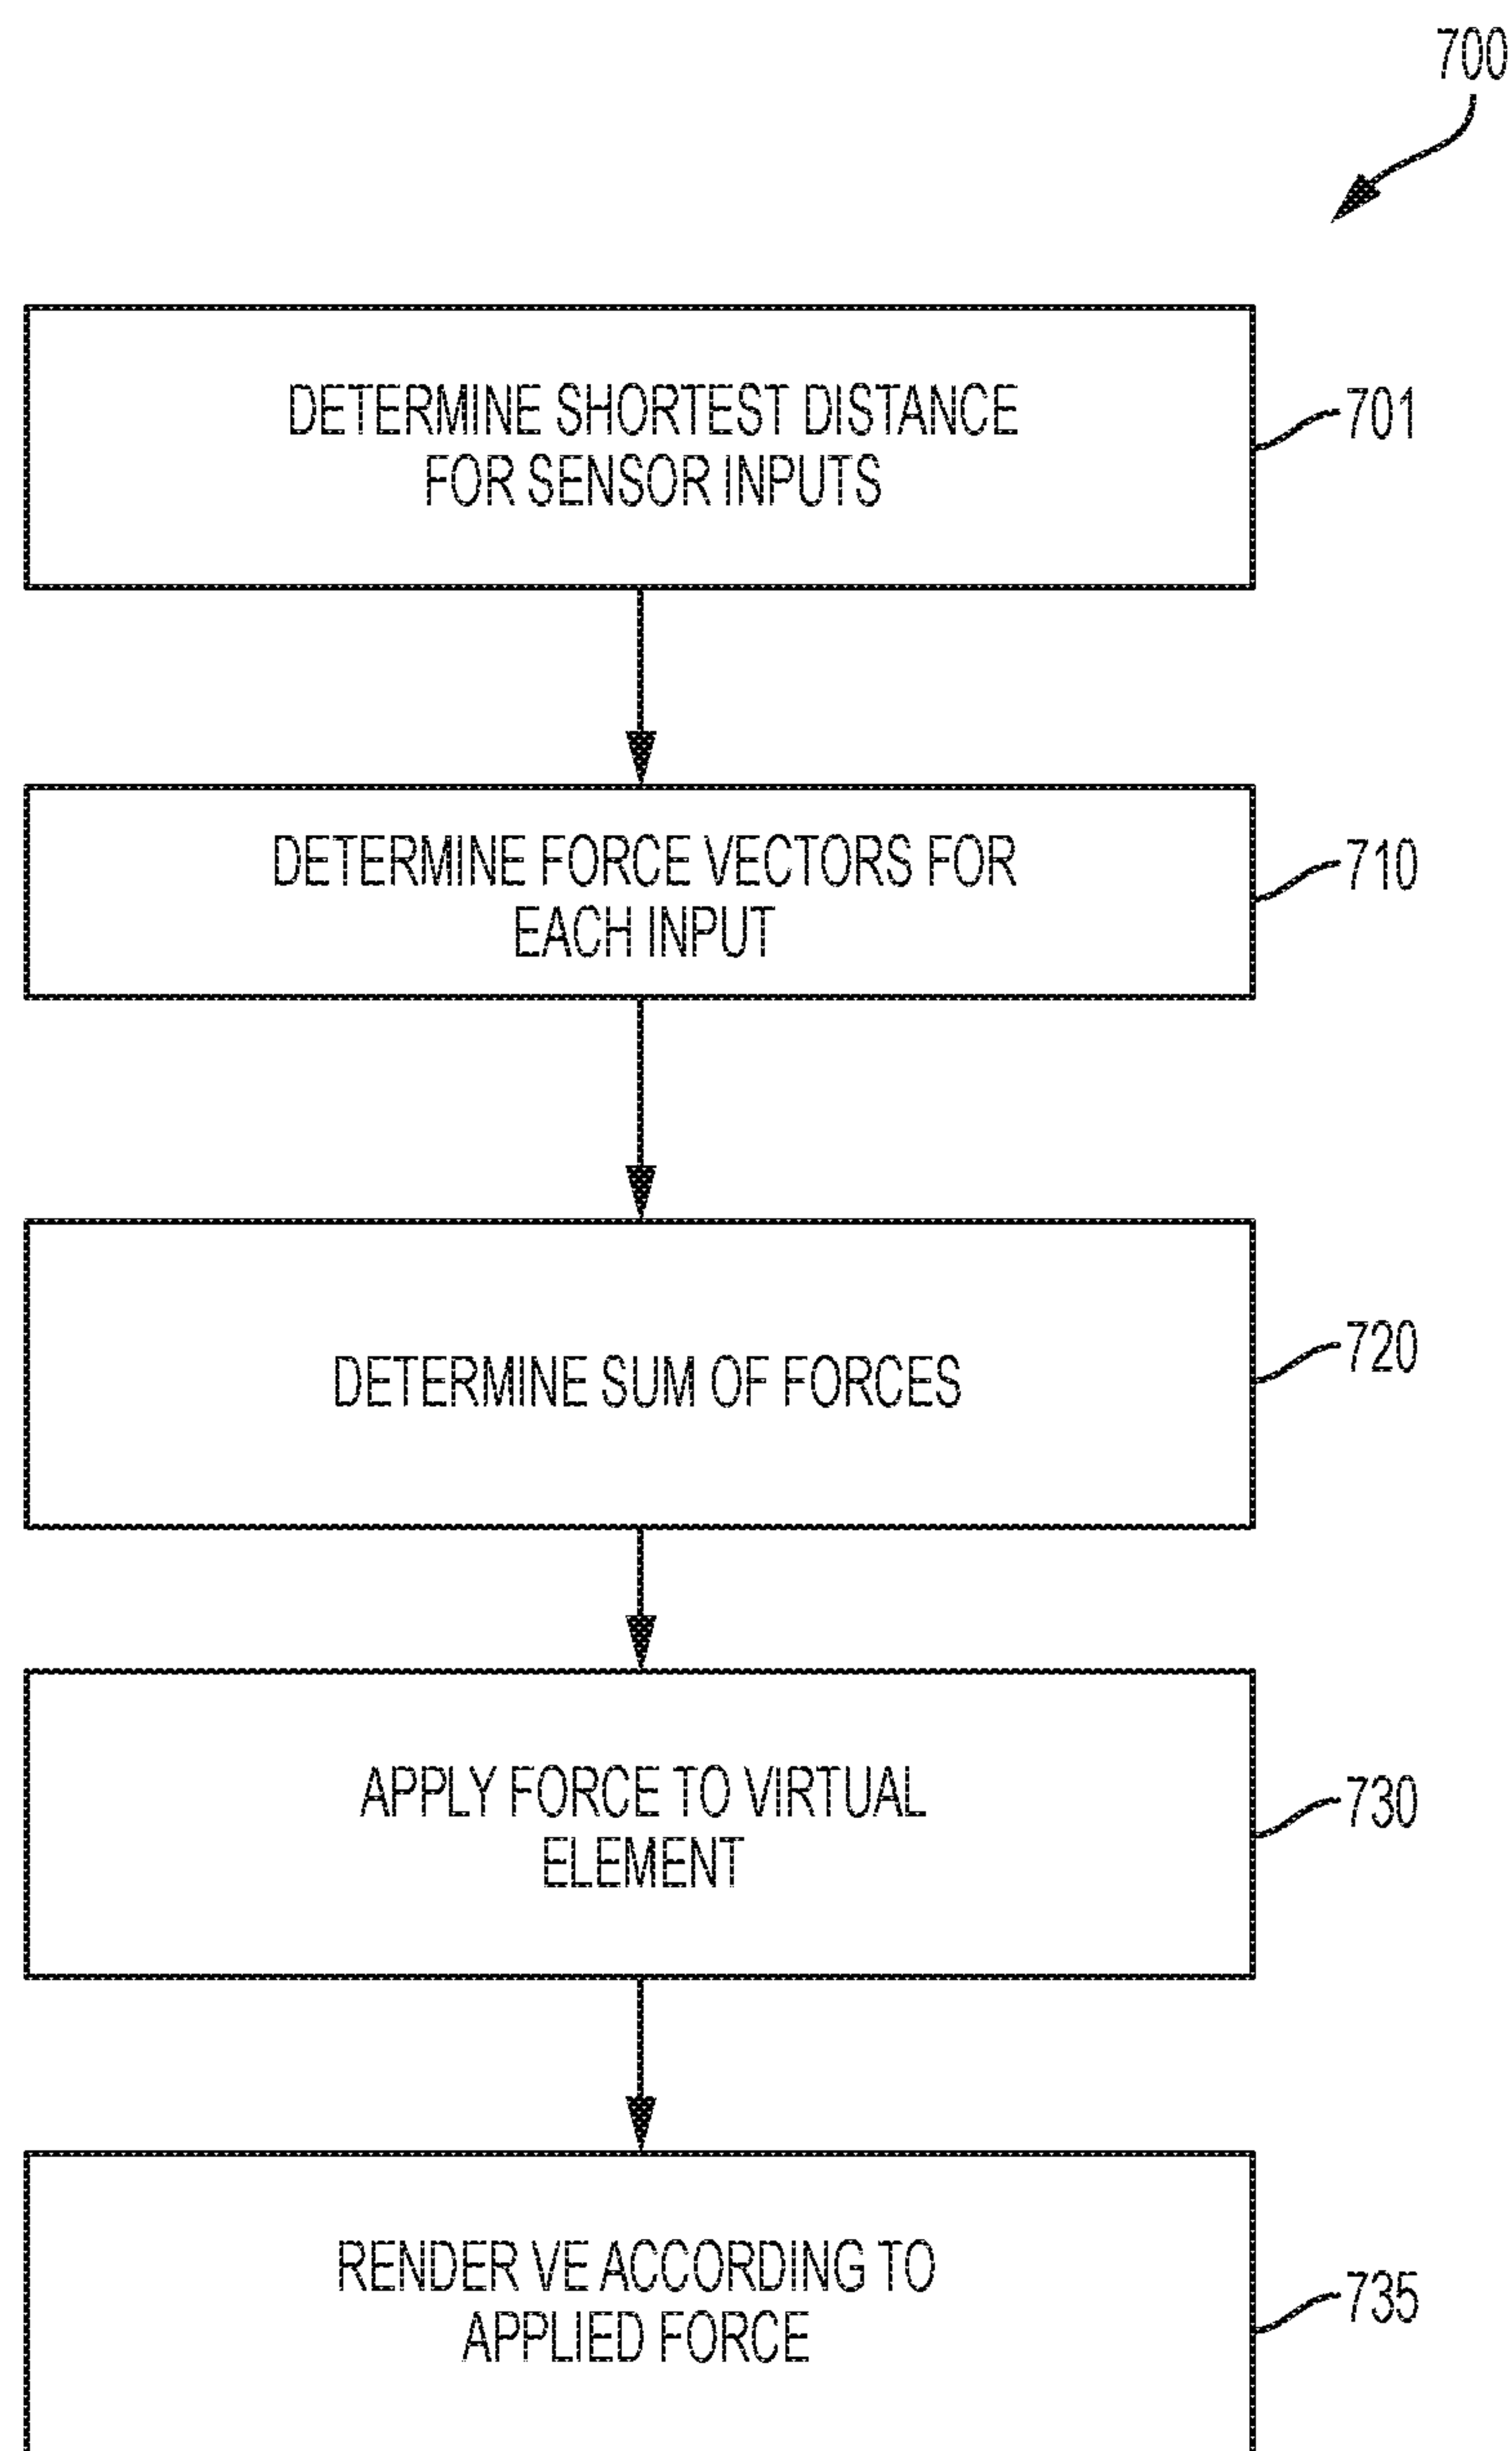 700
DETERMINE SHORTEST DISTANCE
FOR SENSOR INPUTS
701
DETERMINE FORCE VECTORS FOR
EACH INPUT
710
DETERMINE SUM OF FORCES
720
APPLY FORCE TO VIRTUAL
ELEMENT
730
RENDER VE ACCORDING TO
APPLIED FORCE
735